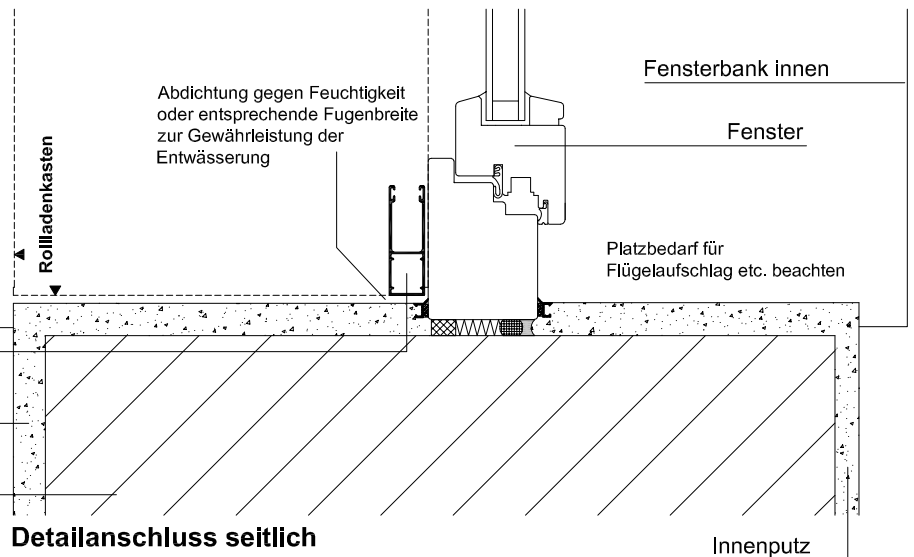 Fensterbank innen
Abdichtung gegen Feuchtigkeit
oder entsprechende Fugenbreite
zur Gewährleistung der
Entwässerung
Fenster
Rollladenkasten
Platzbedarf für
Flügelaufschlag etc. beachten
Detailanschluss seitlich
Innenputz